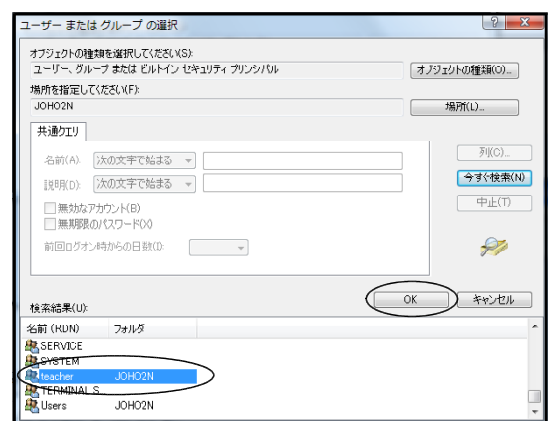 ユーザー または グループ の選択
オブジェクトの種類を選択してください(S):
ユーザー、グループ または ビルトイン セキュリティ プリンシパル
オブジェクトの種類(O)...
場所を指定してください(F):
JOHO2N
場所(L)...
共通クエリ
名前(A):
次の文字で始まる
列(C)...
説明(D):
次の文字で始まる
今すぐ検索(N)
無効なアカウント(B)
中止(T)
無期限のパスワード(X)
前回ログオン時からの日数(I):
OK
キャンセル
検索結果(U):
名前 (RDN) フォルダ
SERVICE
SYSTEM
teacher JOHO2N
TERMINAL S...
Users JOHO2N